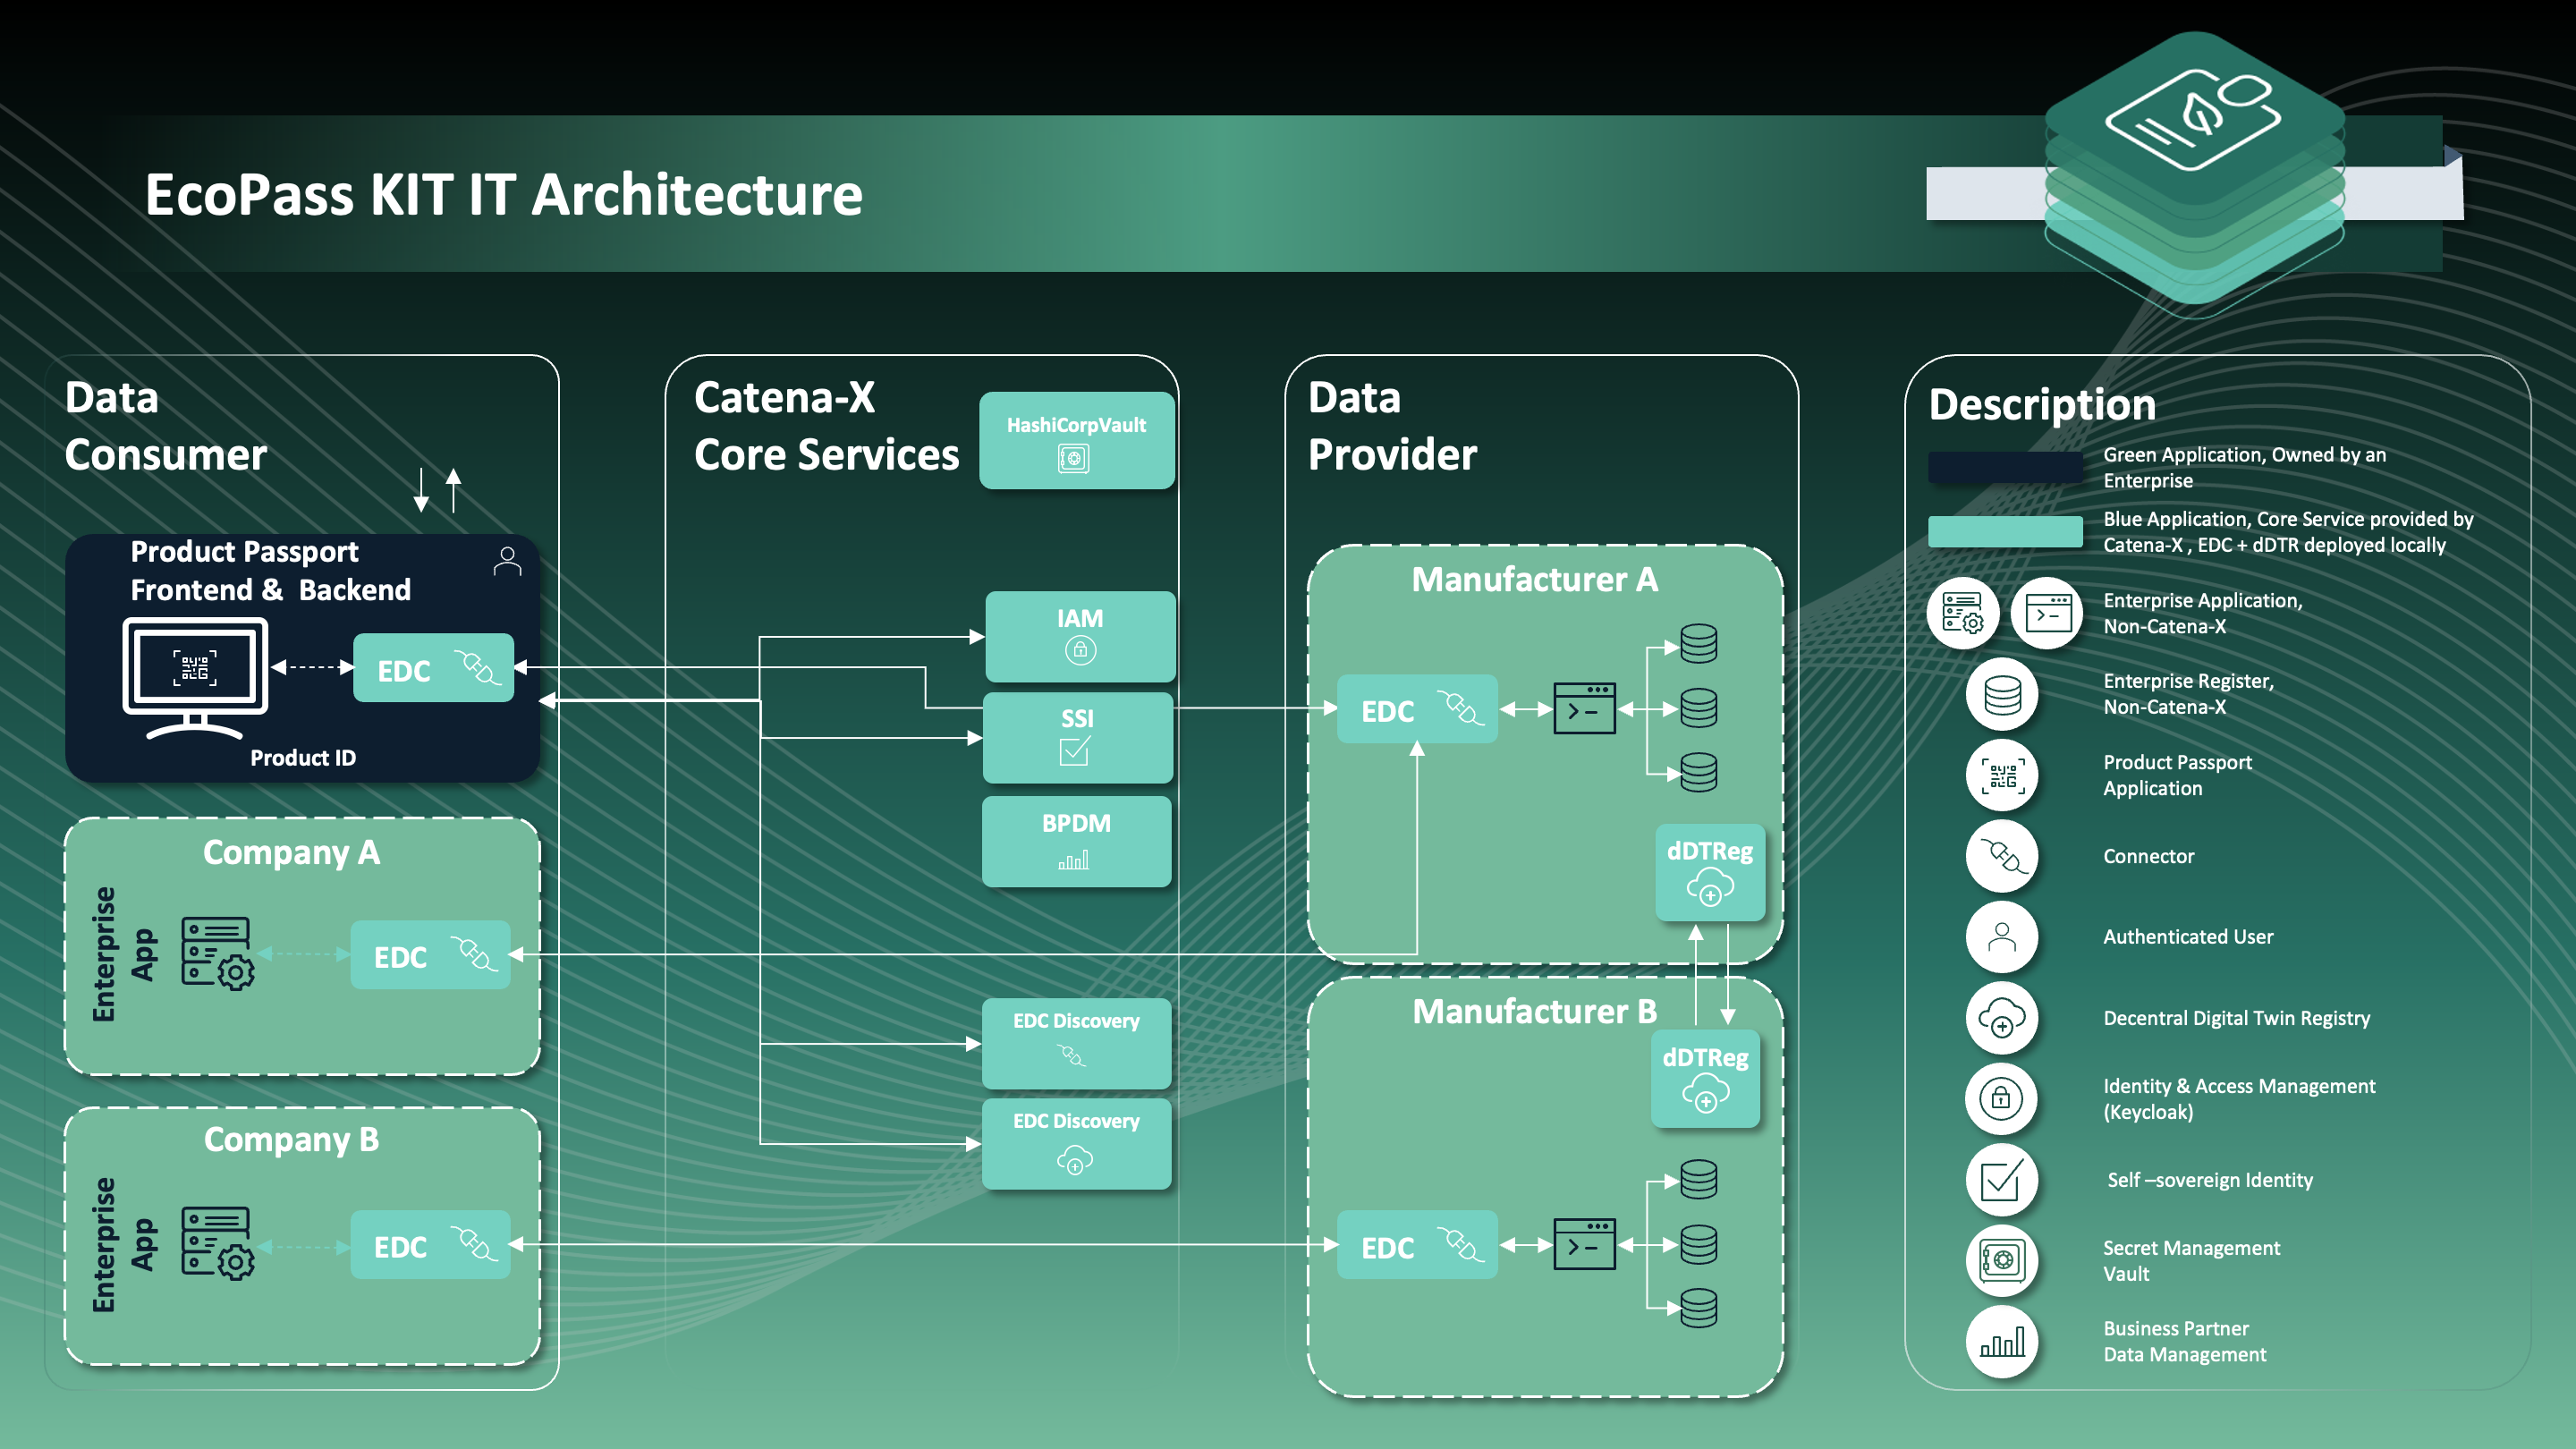 EcoPass KIT IT Architecture
Data
Consumer
Product Passport
Frontend & Backend
EDC
Product ID
Company A
Enterprise
App
EDC
Company B
Enterprise
App
EDC
Catena-X
Core Services
HashiCorpVault
IAM
SSI
BPDM
EDC Discovery
EDC Discovery
Data
Provider
Manufacturer A
EDC
dDTReg
Manufacturer B
dDTReg
EDC
Description
Green Application, Owned by an
Enterprise
Blue Application, Core Service provided by
Catena-X , EDC + dDTR deployed locally
Enterprise Application,
Non-Catena-X
Enterprise Register,
Non-Catena-X
Product Passport
Application
Connector
Authenticated User
Decentral Digital Twin Registry
Identity & Access Management
(Keycloak)
Self –sovereign Identity
Secret Management
Vault
Business Partner
Data Management